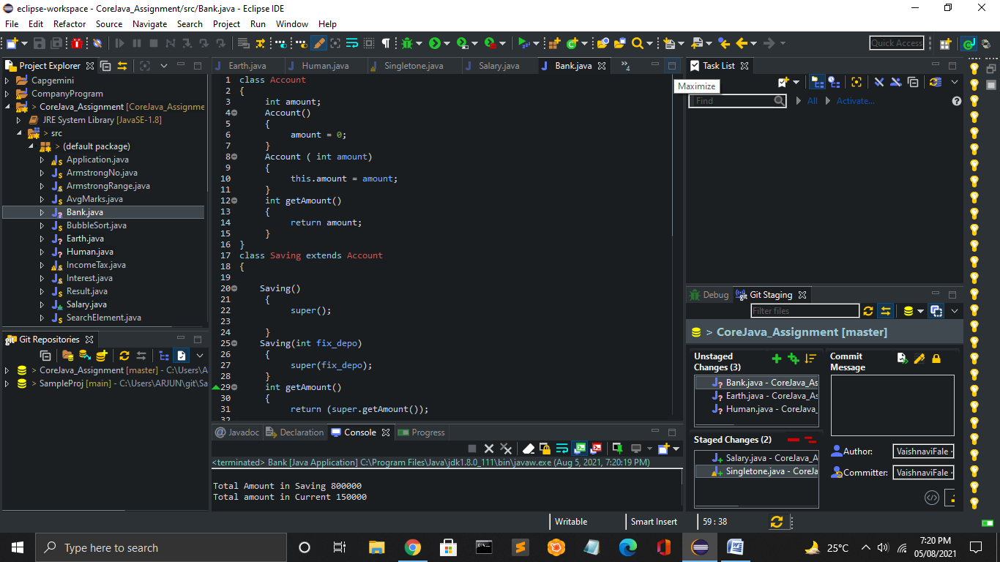 eclipse-workspace - CoreJava_Assignment/src/Bank.java - Eclipse IDE
File Edit Refactor Source Navigate Search Project Run Window Help
Quick Access
Project Explorer
Capgemini
CompanyProgram
> CoreJava_Assignment [CoreJava_Assignme
JRE System Library [JavaSE-1.8]
> src
> (default package)
Application.java
ArmstrongNo.java
ArmstrongRange.java
AvgMarks.java
Bank.java
BubbleSort.java
Earth.java
Human.java
IncomeTax.java
Interest.java
Result.java
Salary.java
SearchElement.java
Git Repositories
> CoreJava_Assignment [master] - C:\Users\A
> SampleProj [main] - C:\Users\ARJUN\git\Sa
Earth.java Human.java Singletone.java Salary.java Bank.java »4
1 class Account
2 {
3 int amount;
4 Account()
5 {
6 amount = 0;
7 }
8 Account ( int amount)
9 {
10 this.amount = amount;
11 }
12 int getAmount()
13 {
14 return amount;
15 }
16 }
17 class Saving extends Account
18 {
19
20 Saving()
21 {
22 super();
23
24 }
25 Saving(int fix_depo)
26 {
27 super(fix_depo);
28 }
29 int getAmount()
30 {
31 return (super.getAmount());
32
Javadoc Declaration Console Progress
<terminated> Bank [Java Application] C:\Program Files\Java\jdk1.8.0_111\bin\javaw.exe (Aug 5, 2021, 7:20:19 PM)
Total Amount in Saving 800000
Total amount in Current 150000
Task List
Maximize
Find All Activate...
Debug Git Staging
Filter files
> CoreJava_Assignment [master]
Unstaged Changes (3)
Bank.java - CoreJava_As
Earth.java - CoreJava_As
Human.java - CoreJava_
Staged Changes (2)
Salary.java - CoreJava_A
Singletone.java - CoreJa
Commit Message
Author: VaishnaviFale
Committer: VaishnaviFale
Writable Smart Insert 59 : 38
Type here to search
25°C
7:20 PM
05/08/2021